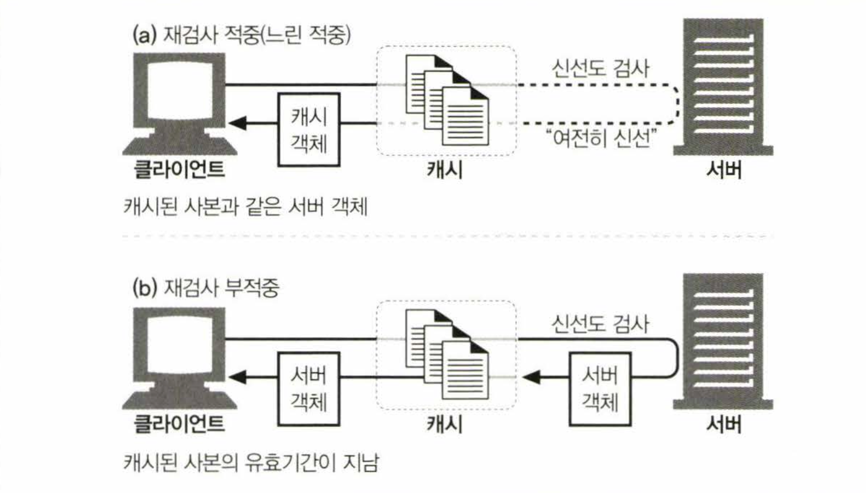 (a) 재검사 적중(느린 적중)
신선도 검사
캐시
객체
"여전히 신선"
클라이언트
캐시
서버
캐시된 사본과 같은 서버 객체
(b) 재검사 부적중
신선도 검사
서버
객체
서버
객체
클라이언트
캐시
서버
캐시된 사본의 유효기간이 지남